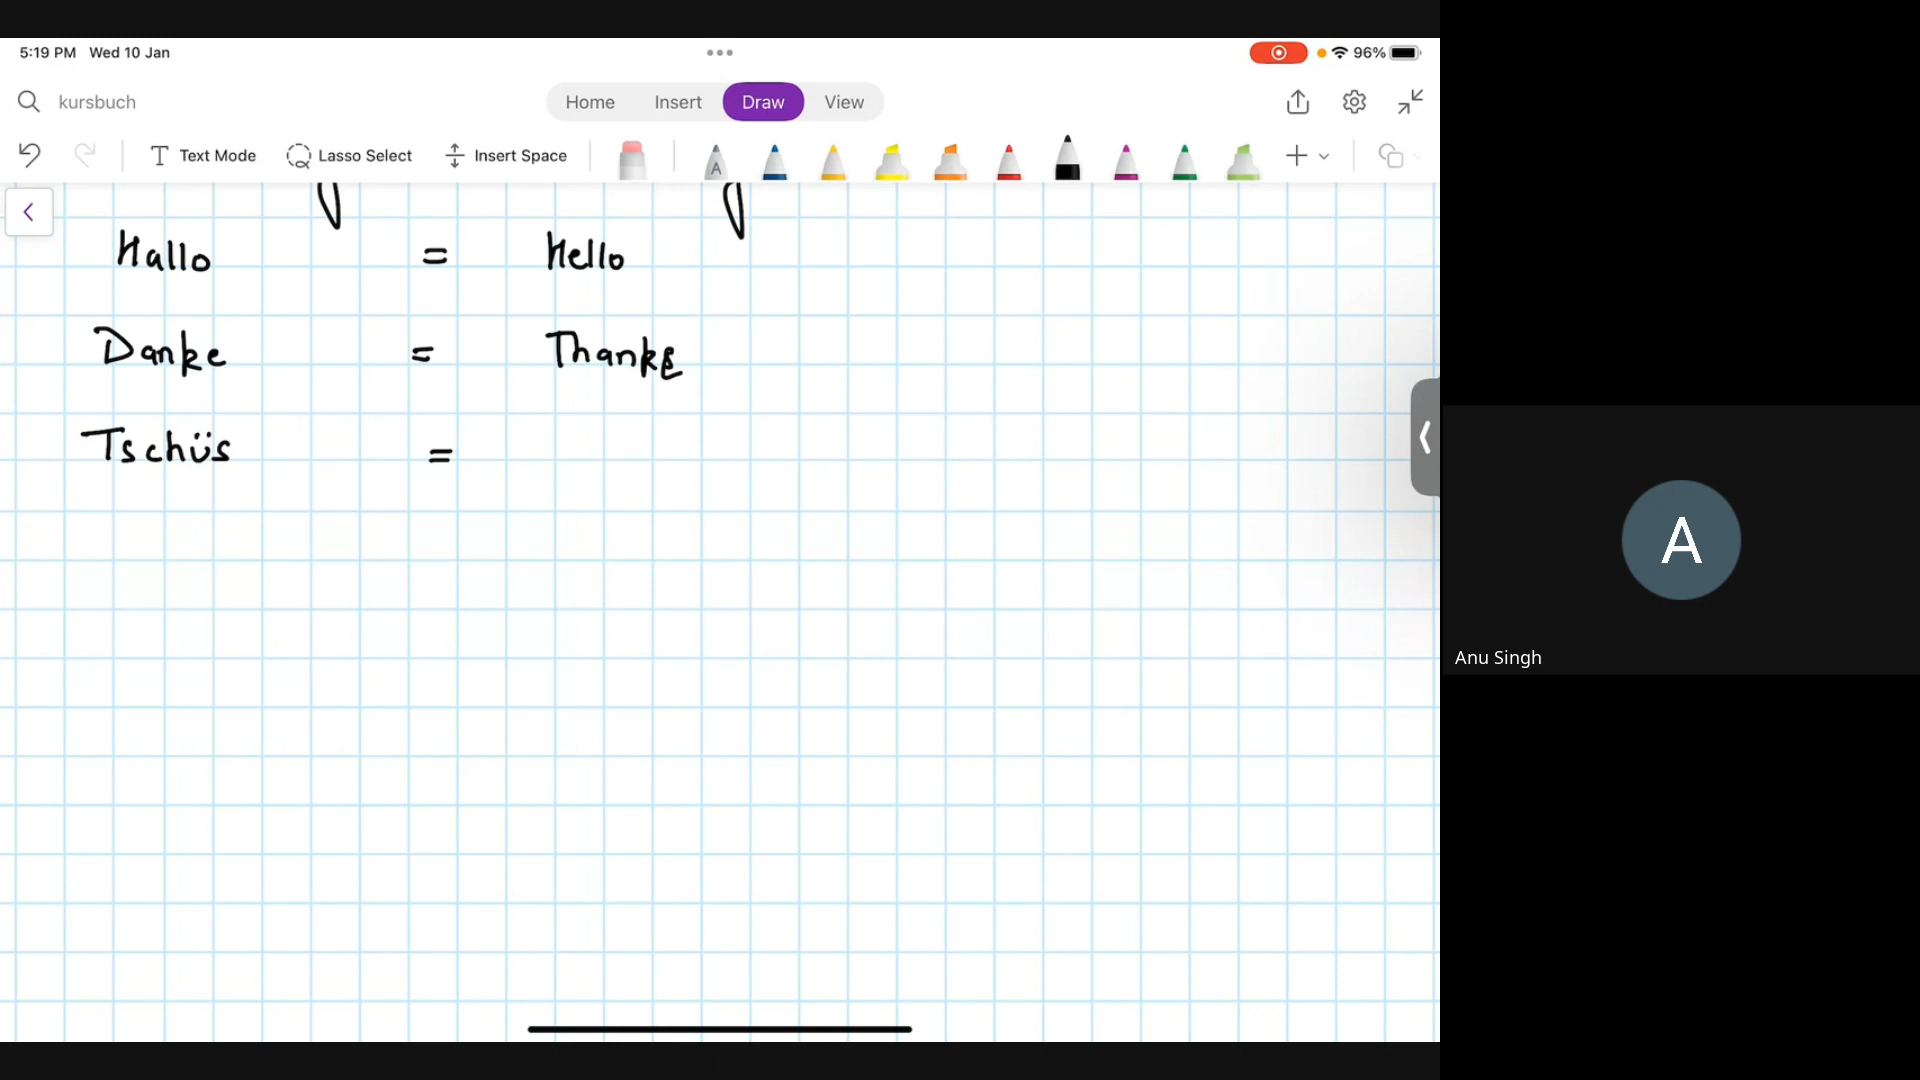 5:19 PM Wed 10 Jan 96%
kursbuch Home Insert Draw View
Text Mode Lasso Select Insert Space A
Hallo = Hello
Danke = Thanks
Tschüs =
A
Anu Singh